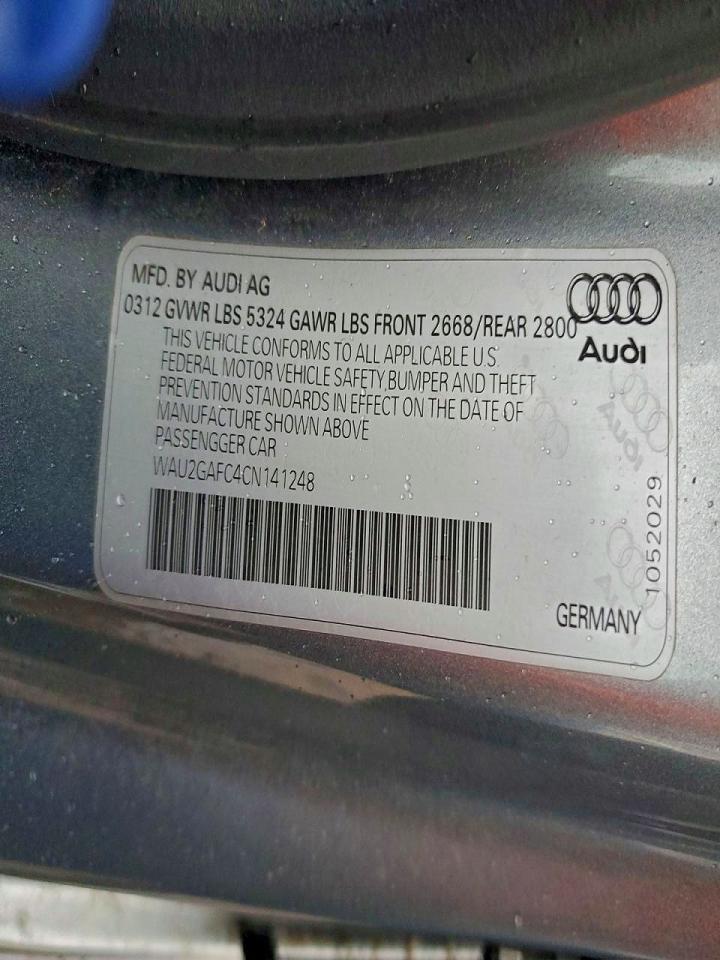 MFD. BY AUDI AG
0312 GVWR LBS 5324 GAWR LBS FRONT 2668/REAR 2800
THIS VEHICLE CONFORMS TO ALL APPLICABLE U.S.
FEDERAL MOTOR VEHICLE SAFETY,BUMPER AND THEFT
PREVENTION STANDARDS IN EFFECT ON THE DATE OF
MANUFACTURE SHOWN ABOVE
PASSENGGER CAR
WAU2GAFC4CN141248
Audi
Audi
1052029
GERMANY